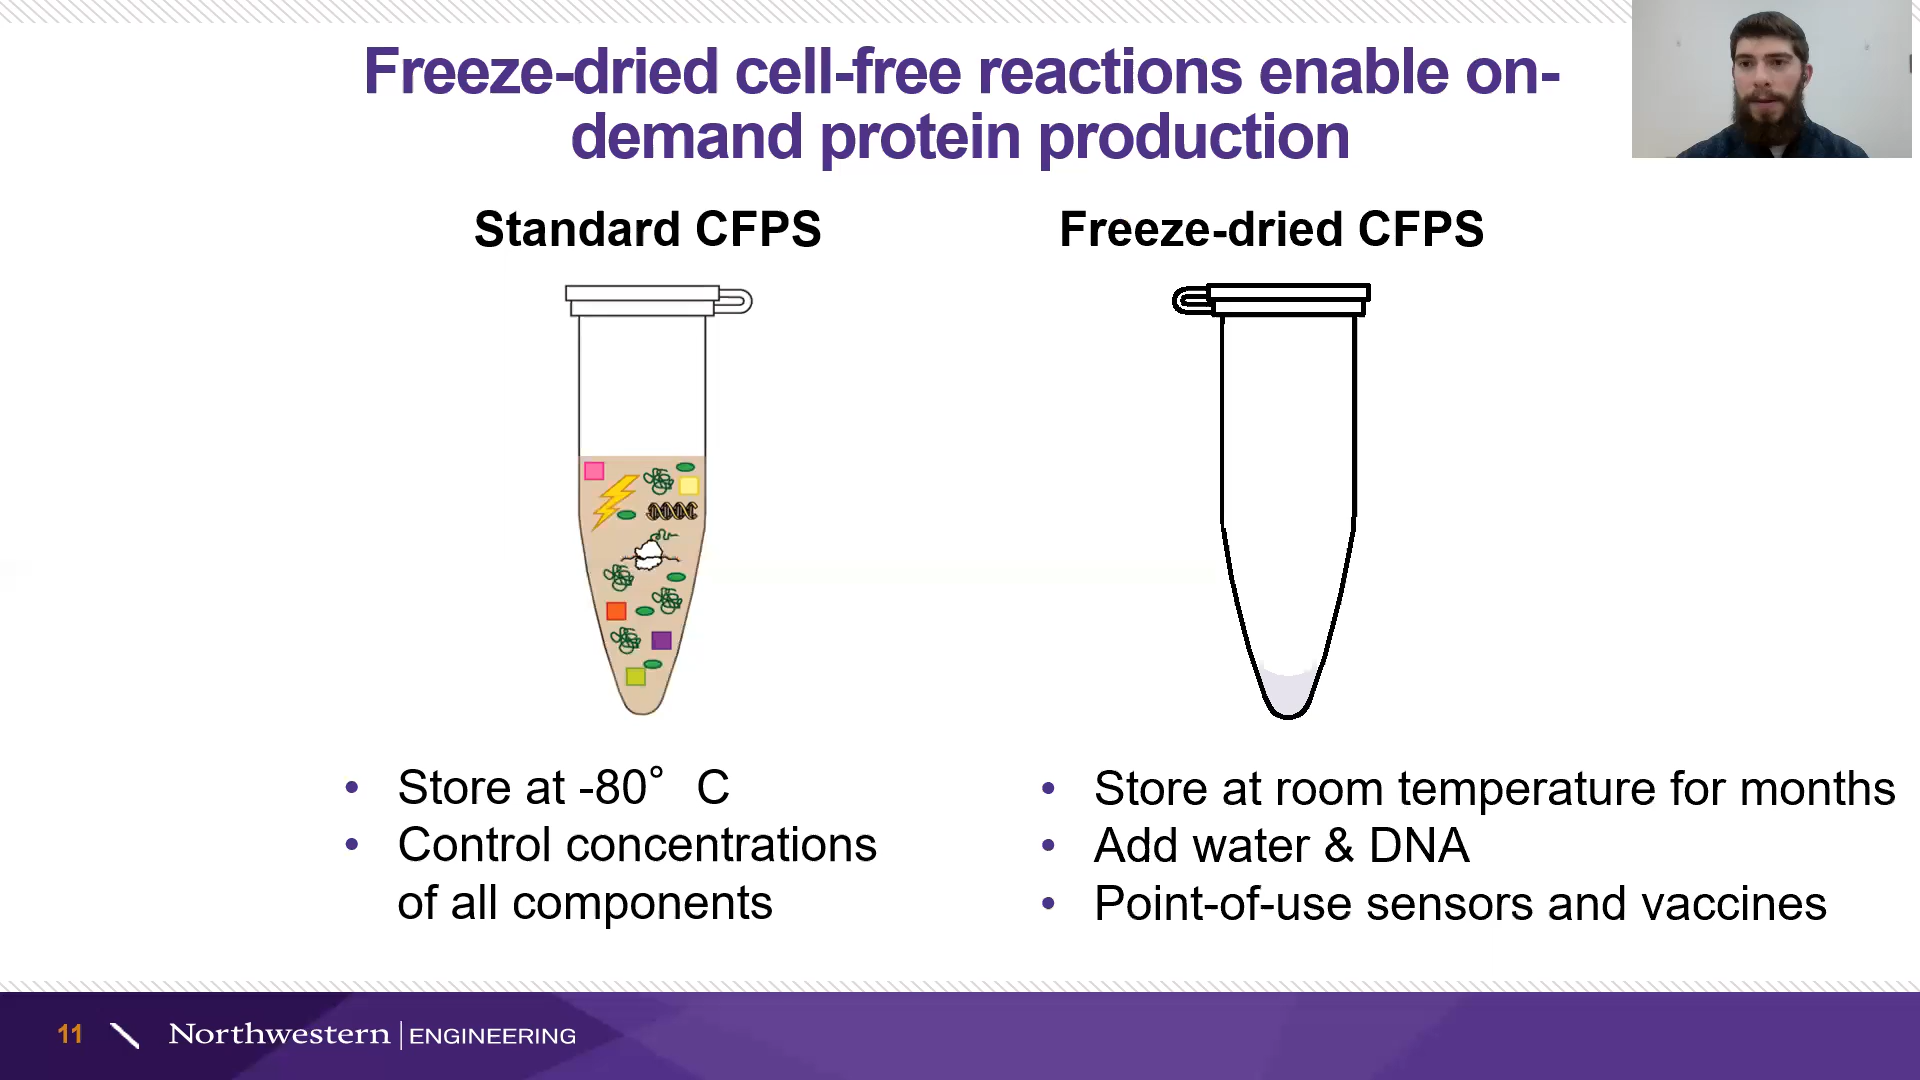 Freeze-dried cell-free reactions enable on-
demand protein production
Standard CFPS
Freeze-dried CFPS
• Store at -80° C
• Control concentrations
of all components
• Store at room temperature for months
• Add water & DNA
• Point-of-use sensors and vaccines
11
Northwestern | ENGINEERING